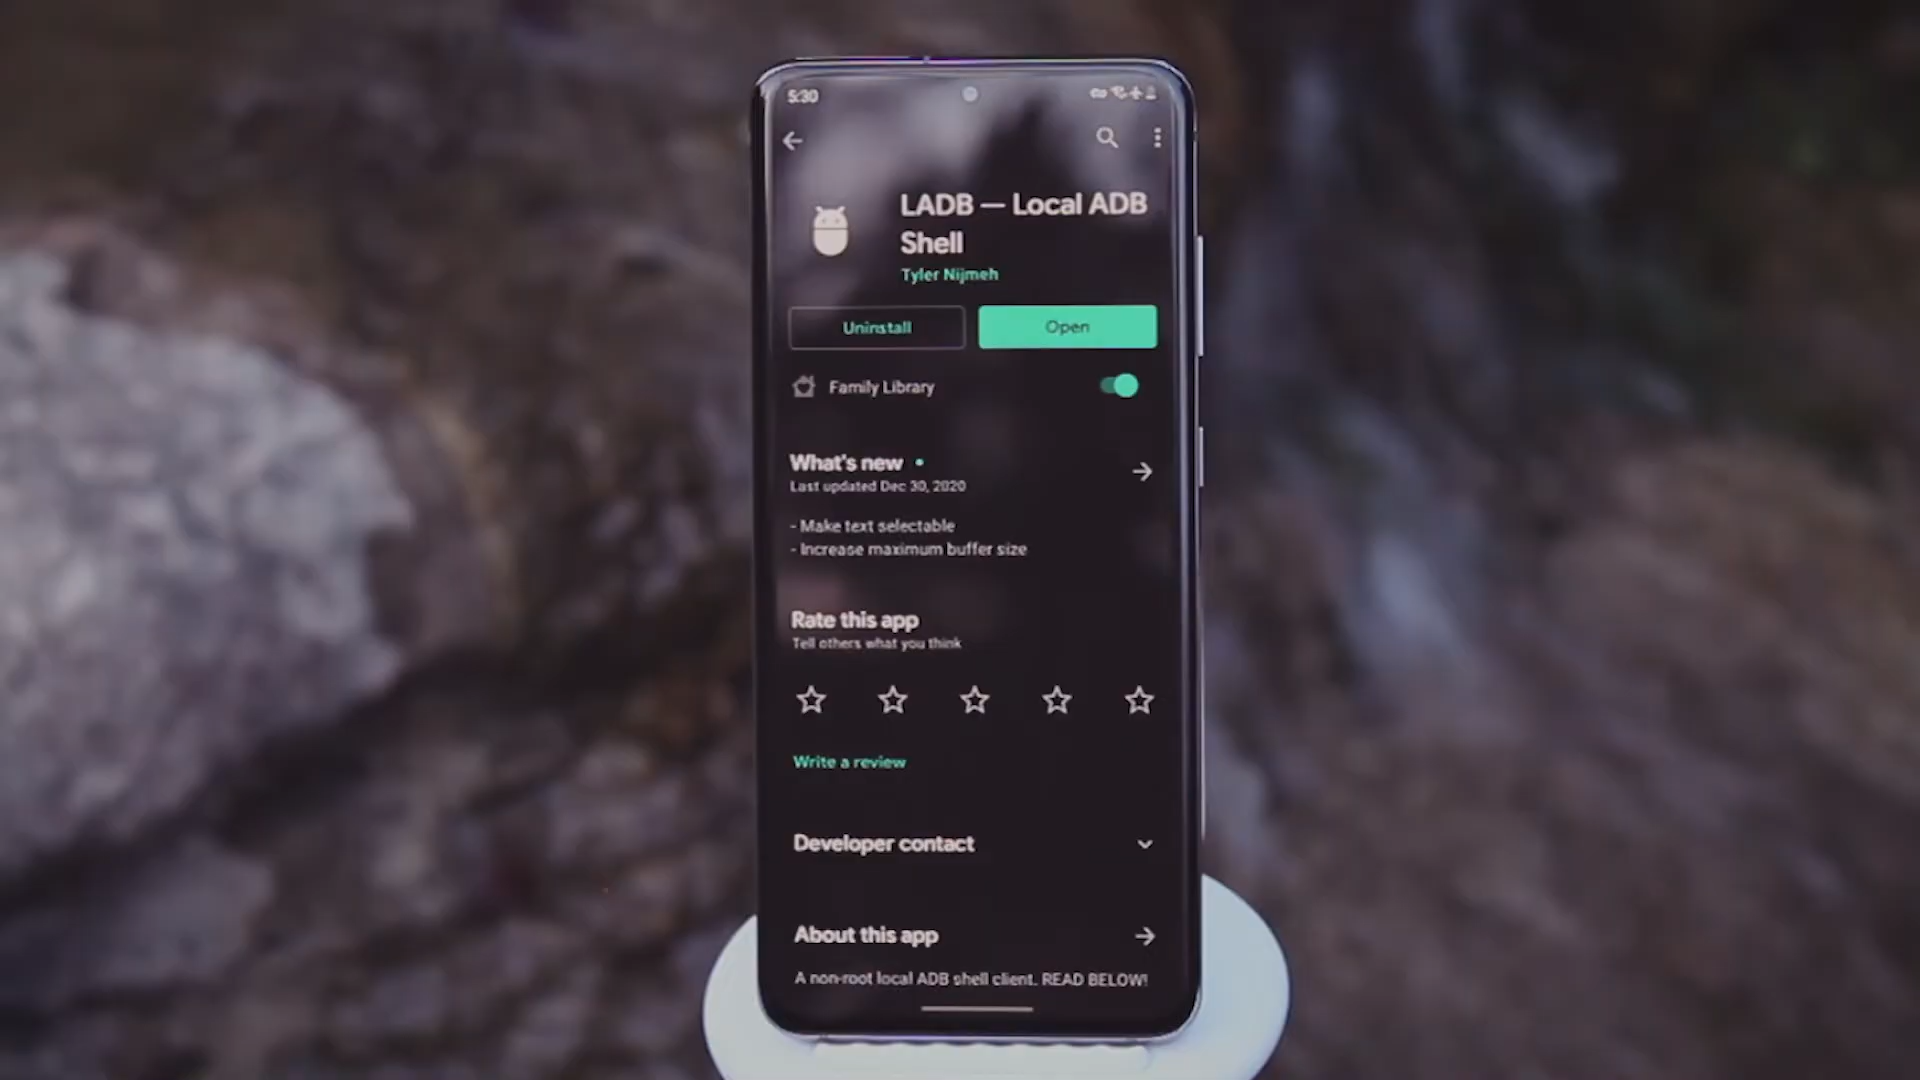 5:30
LADB — Local ADB
Shell
Tyler Nijmeh
Uninstall
Open
Family Library
What's new •
Last updated Dec 30, 2020
- Make text selectable
- Increase maximum buffer size
Rate this app
Tell others what you think
Write a review
Developer contact
About this app
A non-root local ADB shell client. READ BELOW!